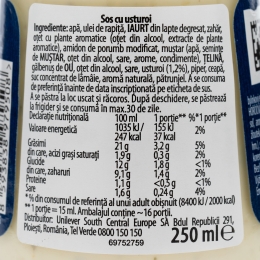 Sos cu usturoi
Ingrediente: apă, ulei de rapiță, IAURT din lapte degresat, zahăr,
oțet cu plante aromatice (oțet din alcool, extracte de plante
aromatice), amidon de porumb modificat, muștar (apă, semințe
de MUȘTAR, oțet din alcool, sare, arome, condimente), ȚELINĂ,
gălbenuș de OU, oțet din alcool, sare, usturoi (1,2%), piper, ceapă,
suc concentrat de lămâie, aromă naturală, pătrunjel. A se consuma
de preferință înainte de data inscripționată pe eticheta de sus.
A se păstra la loc uscat și răcoros. După deschidere, se păstrează
la frigider și se consumă în max.30 de zile.
Declarație nutrițională 100 ml 1 portie** %*1 portie**
Valoare energetică 1035 kJ/ 155 kJ 2%
247 kcal 37 kcal
Grăsimi 21 g 3,2 g 5%
din care, acizi grași saturați 1,9 g 0,3 g 2%
Glucide 12 g 1,8 g <1%
din care, zaharuri 9,1 g 1,4 g 2%
Proteine 1,1 g <0,5 g <1%
Sare 1,6 g 0,24 g 4%
* % din consumul de referință al unui adult obișnuit (8400 kJ / 2000 kcal)
** 1 portie = 15 ml. Ambalajul conține ~16 porții.
Distribuitor: Unilever South Central Europe SA Bdul Republicii 291,
Ploiești, România, Tel Verde 0800 150 150
69752759 250 ml e